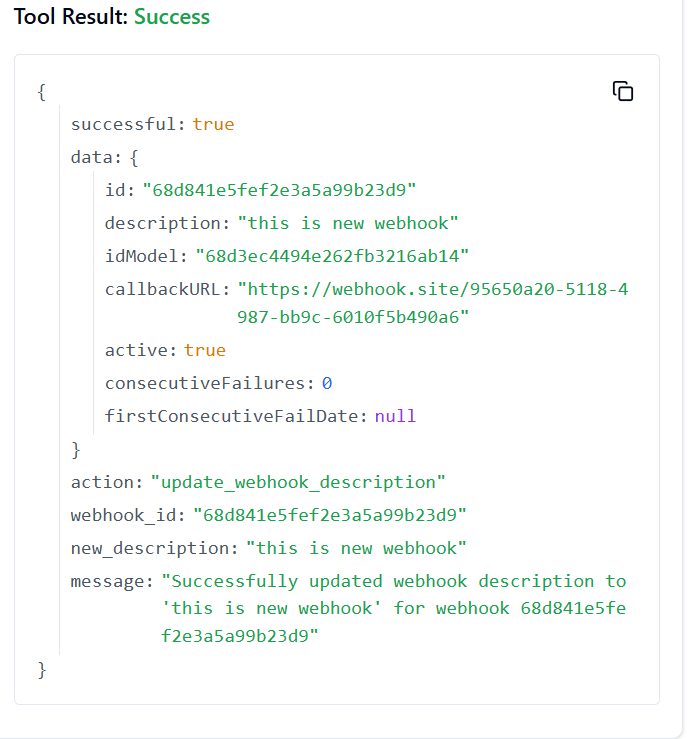 Tool Result: Success
{
successful: true
data: {
id: "68d841e5fef2e3a5a99b23d9"
description: "this is new webhook"
idModel: "68d3ec4494e262fb3216ab14"
callbackURL: "https://webhook.site/95650a20-5118-4
987-bb9c-6010f5b490a6"
active: true
consecutiveFailures: 0
firstConsecutiveFailDate: null
}
action: "update_webhook_description"
webhook_id: "68d841e5fef2e3a5a99b23d9"
new_description: "this is new webhook"
message: "Successfully updated webhook description to
'this is new webhook' for webhook 68d841e5fe
f2e3a5a99b23d9"
}